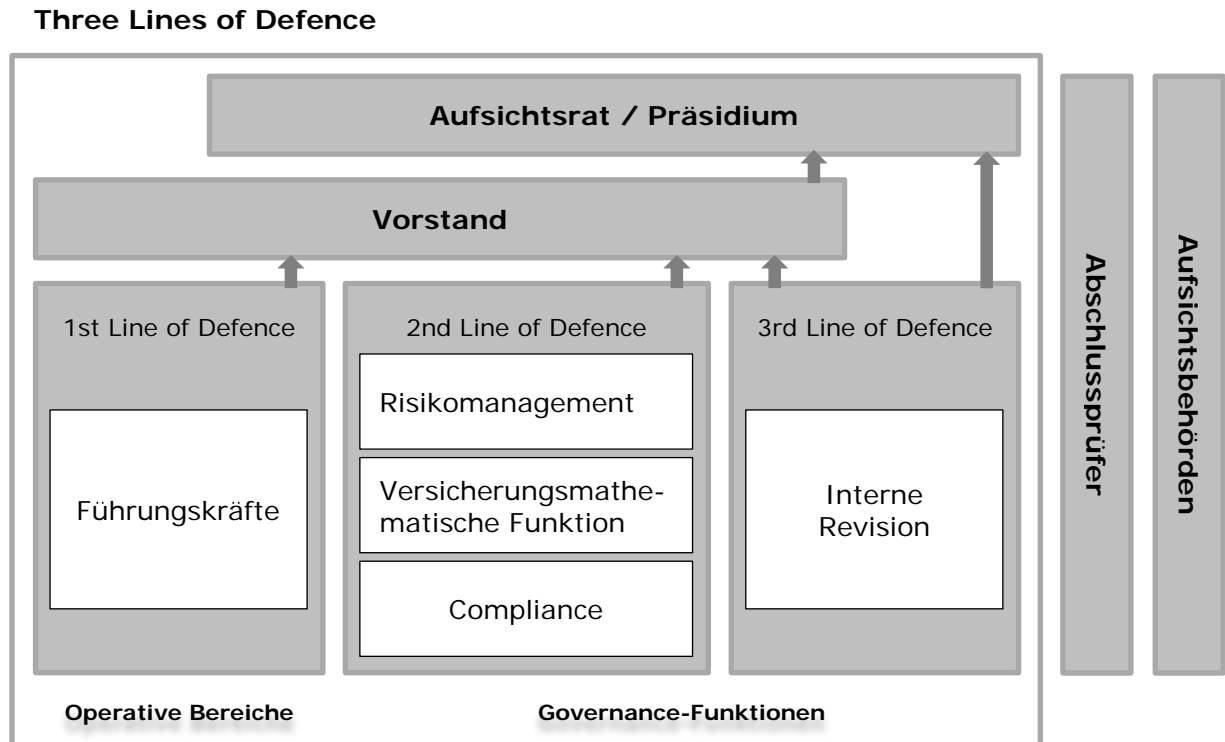 Three Lines of Defence
Aufsichtsrat / Präsidium
Vorstand
1st Line of Defence
Führungskräfte
2nd Line of Defence
Risikomanagement
Versicherungsmathe-
matische Funktion
Compliance
3rd Line of Defence
Interne
Revision
Operative Bereiche
Governance-Funktionen
Abschlussprüfer
Aufsichtsbehörden